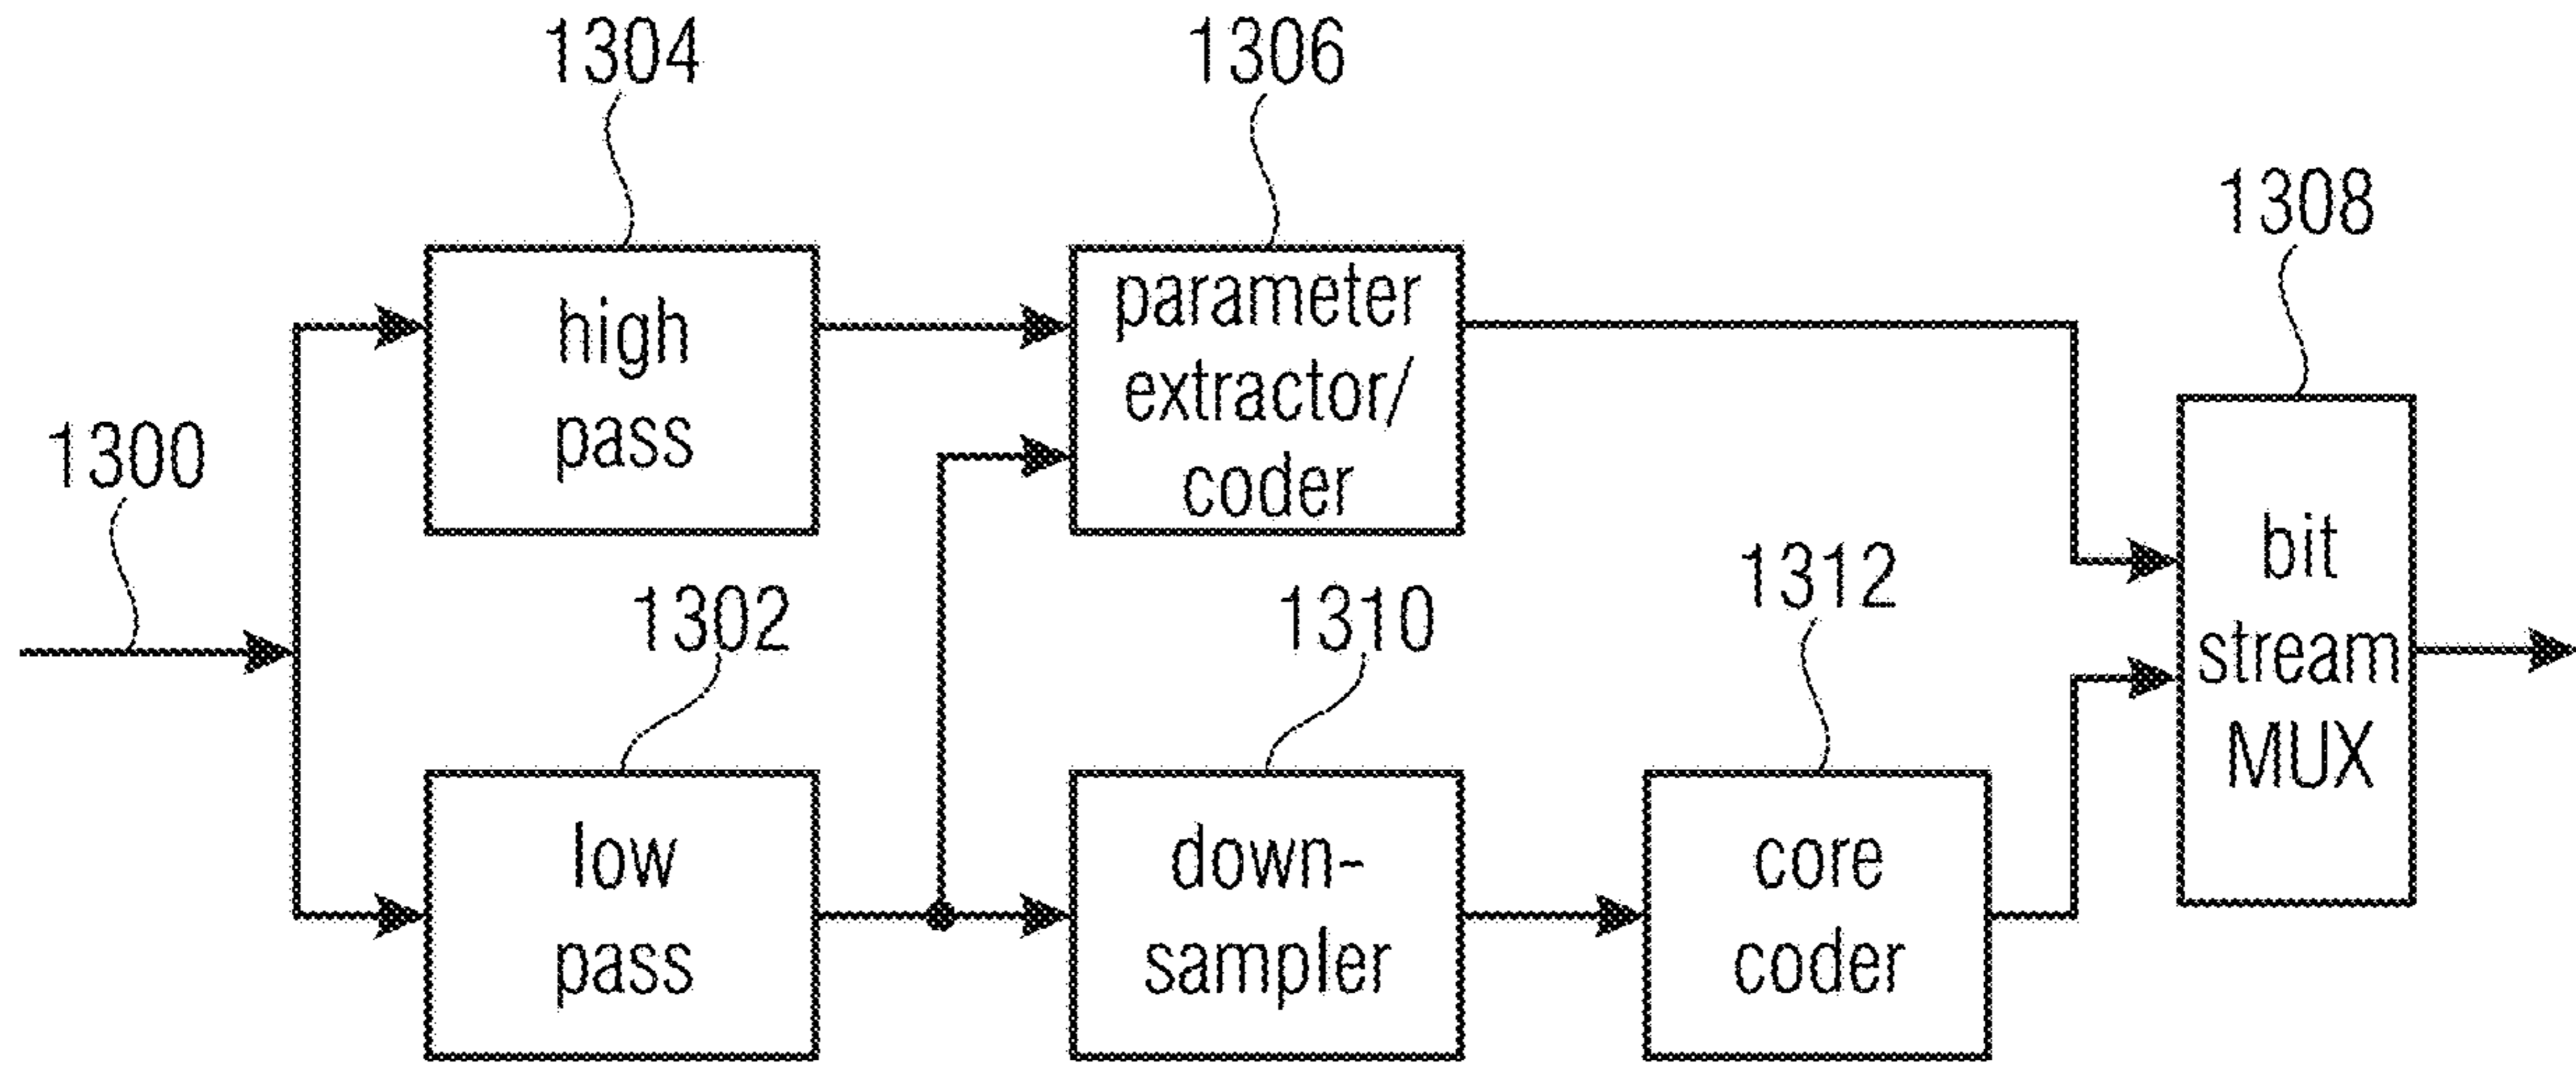 1304
1306
1308
high
pass
parameter
extractor/
coder
1300
1302
1310
1312
bit
stream
MUX
low
pass
down-
sampler
core
coder